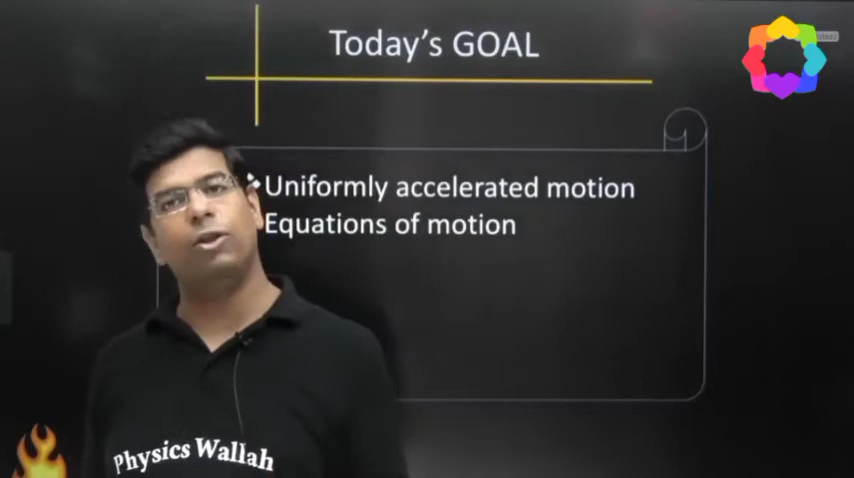 Today's GOAL
Uniformly accelerated motion
Equations of motion
Physics Wallah